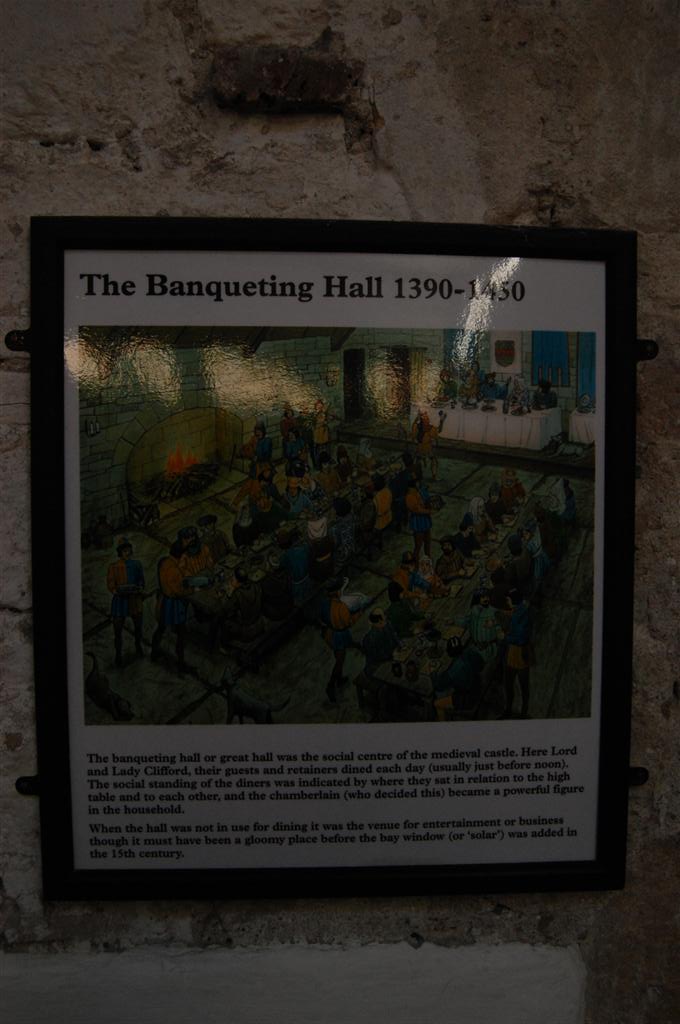 The Banqueting Hall 1390-1450
The banqueting hall or great hall was the social centre of the medieval castle. Here Lord
and Lady Clifford, their guests and retainers dined each day (usually just before noon).
The social standing of the diners was indicated by where they sat in relation to the high
table and to each other, and the chamberlain (who decided this) became a powerful figure
in the household.
When the hall was not in use for dining it was the venue for entertainment or business
though it must have been a gloomy place before the bay window (or 'solar') was added in
the 15th century.